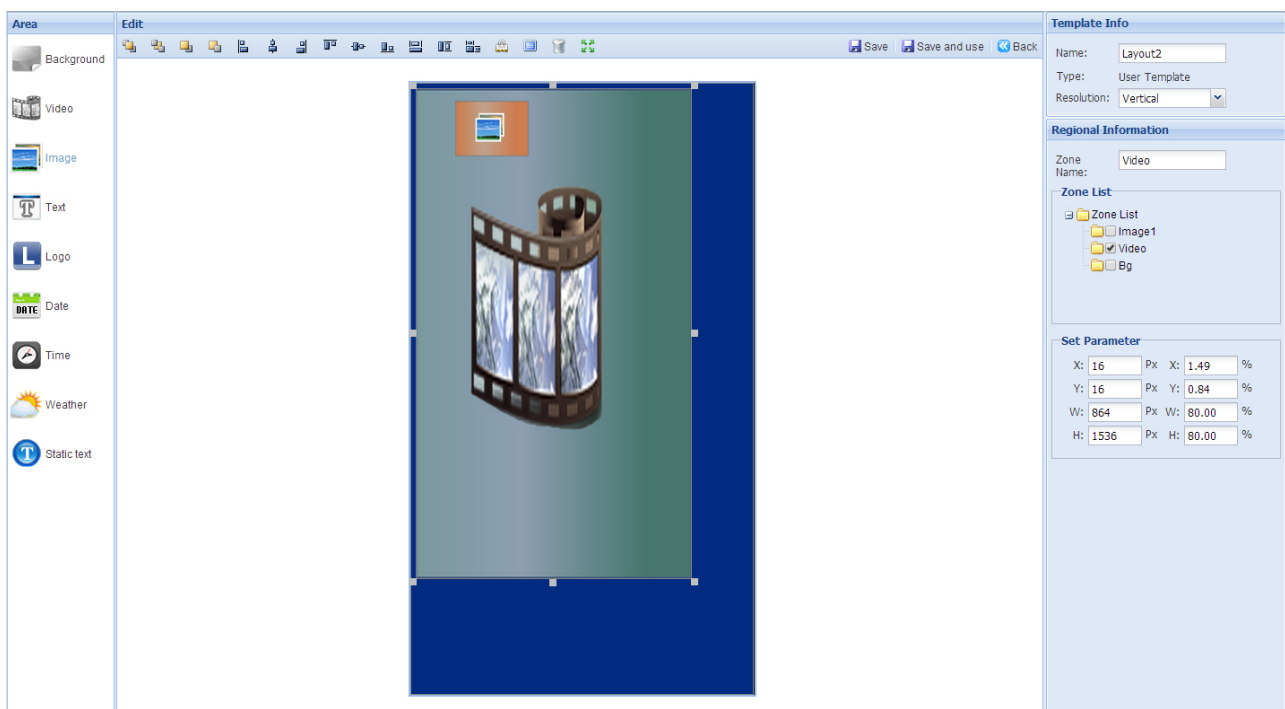 Area
Background
Video
Image
Text
Logo
DATE Date
Time
Weather
Static text
Edit
Save Save and use Back
Template Info
Name: Layout2
Type: User Template
Resolution: Vertical
Regional Information
Zone Name: Video
Zone List
Zone List
Image1
Video
Bg
Set Parameter
X: 16 Px X: 1.49 %
Y: 16 Px Y: 0.84 %
W: 864 Px W: 80.00 %
H: 1536 Px H: 80.00 %